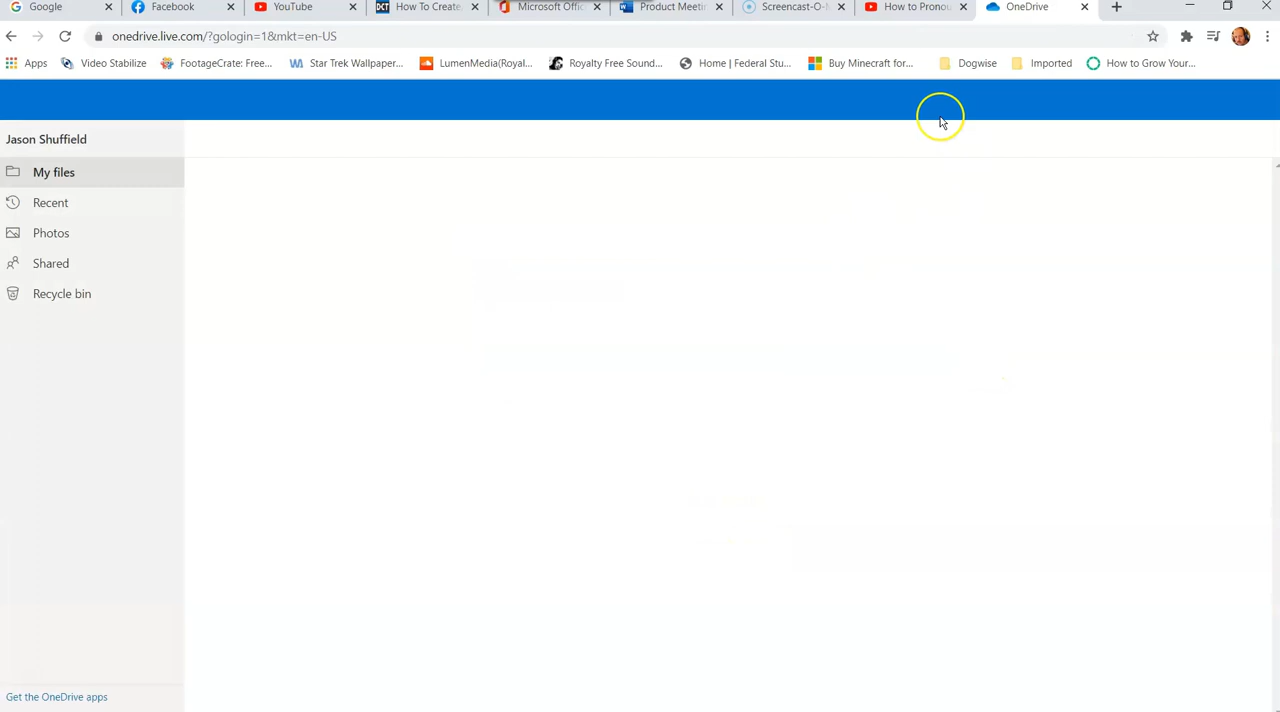 Google
Facebook
YouTube
How To Create
Microsoft Offic
Product Meeti
Screencast-O-
How to Pronou
OneDrive
onedrive.live.com/?gologin=1&mkt=en-US
Apps
Video Stabilize
FootageCrate: Free...
Star Trek Wallpaper...
LumenMedia(Royal...
Royalty Free Sound...
Home | Federal Stu...
Buy Minecraft for...
Dogwise
Imported
How to Grow Your...
Jason Shuffield
My files
Recent
Photos
Shared
Recycle bin
Get the OneDrive apps